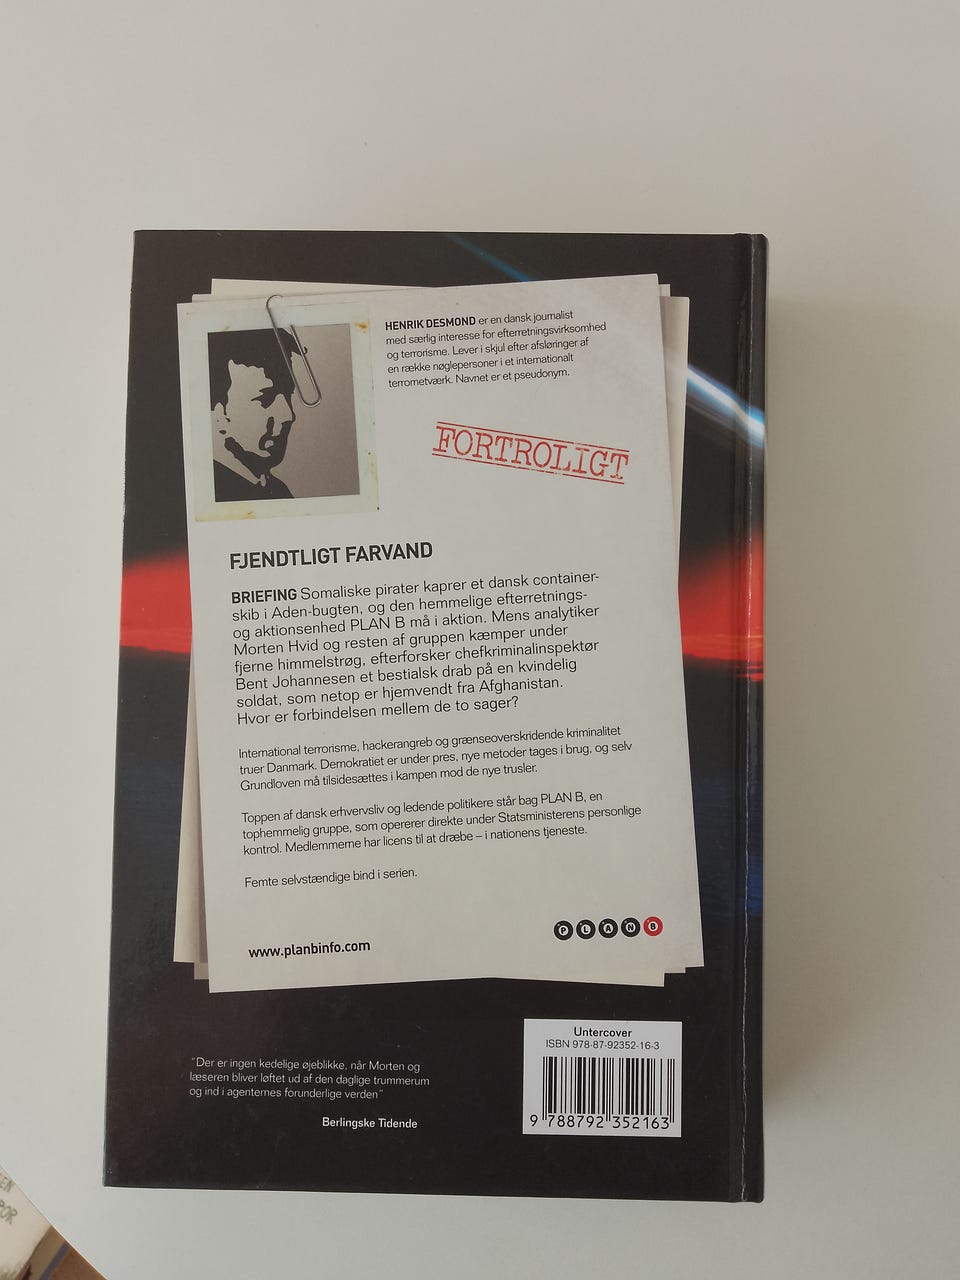 HENRIK DESMOND er en dansk journalist
med særlig interesse for efterretningsvirksomhed
og terrorisme. Lever i skjul efter afsløringer af
en række nøglepersoner i et internationalt
terrornetværk. Navnet er et pseudonym.
FORTROLIGT
FJENDTLIGT FARVAND
BRIEFING Somaliske pirater kaprer et dansk container-
skib i Aden-bugten, og den hemmelige efterretnings-
og aktionsenhed PLAN B må i aktion. Mens analytiker
Morten Hvid og resten af gruppen kæmper under
fjerne himmelstrøg, efterforsker chefkriminalinspektør
Bent Johannesen et bestialsk drab på en kvindelig
soldat, som netop er hjemvendt fra Afghanistan.
Hvor er forbindelsen mellem de to sager?
International terrorisme, hackerangreb og grænseoverskridende kriminalitet
truer Danmark. Demokratiet er under pres, nye metoder tages i brug, og selv
Grundloven må tilsidesættes i kampen mod de nye trusler.
Toppen af dansk erhvervsliv og ledende politikere står bag PLAN B, en
tophemmelig gruppe, som opererer direkte under Statsministerens personlige
kontrol. Medlemmerne har licens til at dræbe – i nationens tjeneste.
Femte selvstændige bind i serien.
www.planbinfo.com
PLANB
"Der er ingen kedelige øjeblikke, når Morten og
læseren bliver løftet ud af den daglige trummerum
og ind i agenternes forunderlige verden"
Berlingske Tidende
Untercover
ISBN 978-87-92352-16-3
9 788792 352163
EN
POR